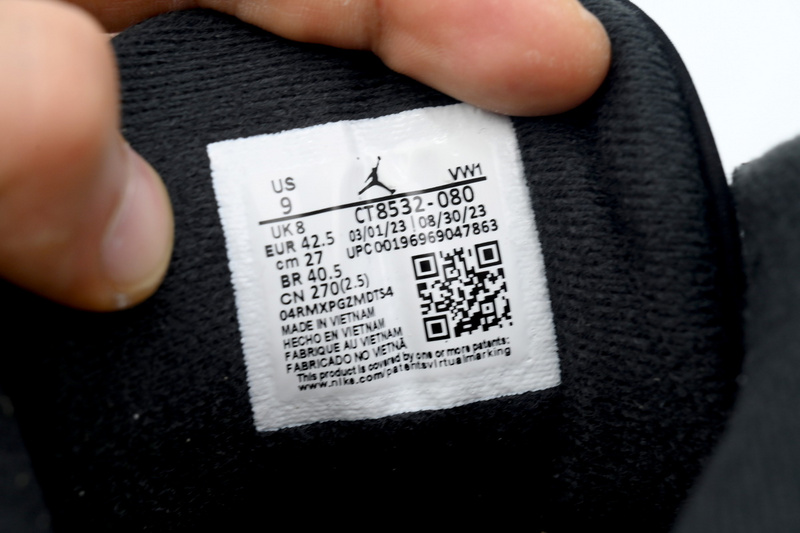 US
9
VW1
CT8532-080
03/01/23 | 08/30/23
UPC 00196969047863
UK 8
EUR 42.5
cm 27
BR 40.5
CN 270(2.5)
04RMXPGZMDTS4
MADE IN VIETNAM
HECHO EN VIETNAM
FABRIQUE AU VIETNAM
FABRICADO NO VIETNÃ
This product is covered by one or more patents:
www.nike.com/patentsvirtualmarking